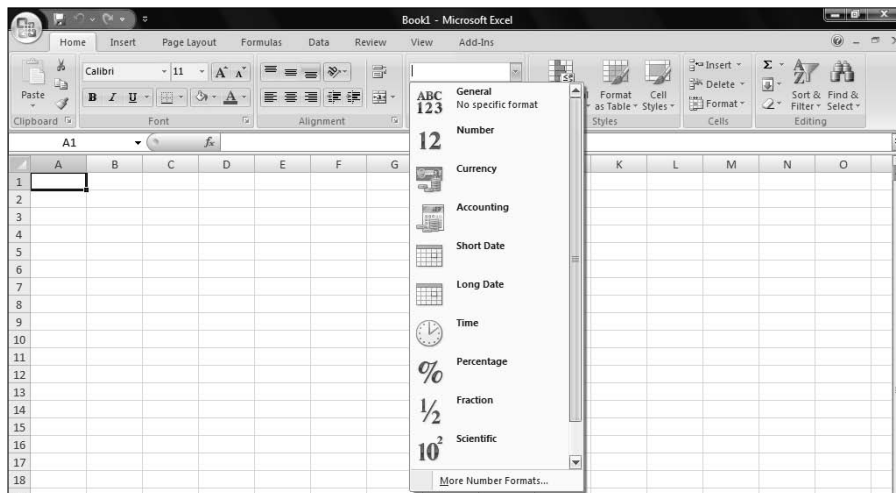 Book1 - Microsoft Excel
Home Insert Page Layout Formulas Data Review View Add-Ins
Paste
Calibri 11 A A
B I U A
Insert
Delete
Format
Σ
Format as Table
Cell Styles
Sort & Filter
Find & Select
Clipboard Font Alignment Styles Cells Editing
A1 fx
A B C D E F G K L M N O
1
2
3
4
5
6
7
8
9
10
11
12
13
14
15
16
17
18
ABC 123 General
No specific format
12 Number
Currency
Accounting
Short Date
Long Date
Time
% Percentage
½ Fraction
10² Scientific
More Number Formats...